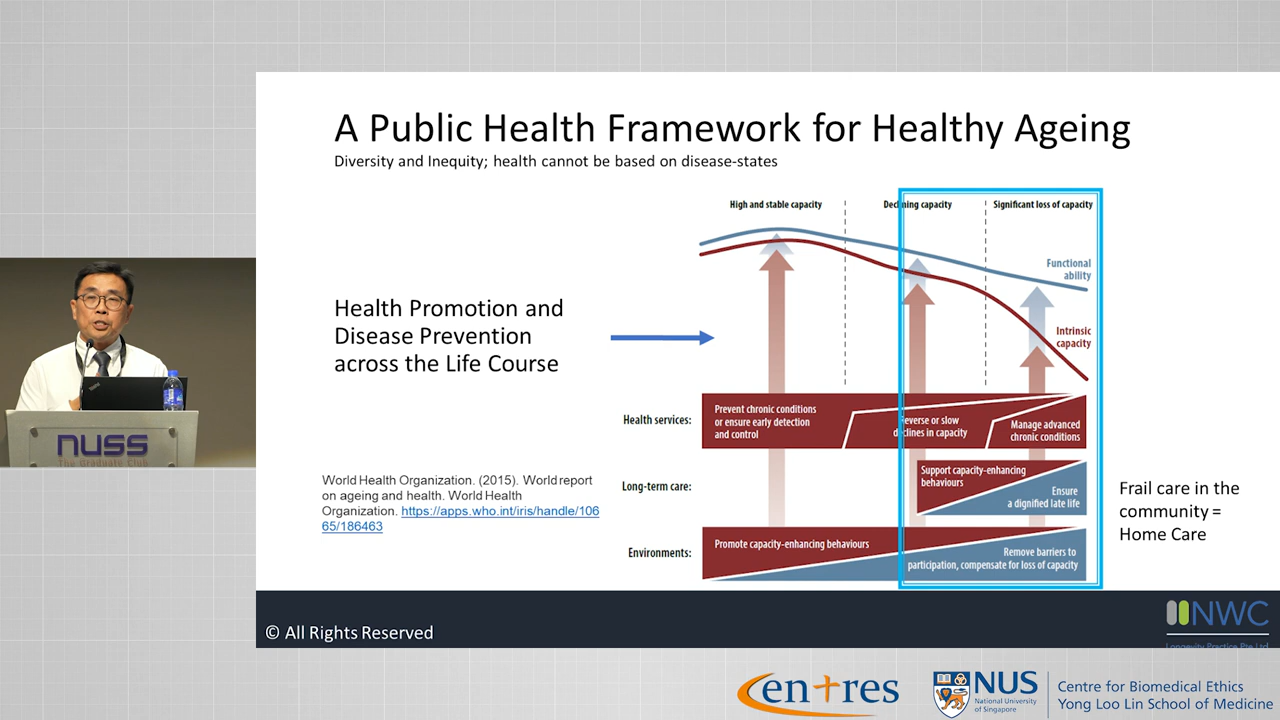 A Public Health Framework for Healthy Ageing
Diversity and Inequity; health cannot be based on disease-states
High and stable capacity
Declining capacity
Significant loss of capacity
Functional
ability
Intrinsic
capacity
Health Promotion and
Disease Prevention
across the Life Course
Health services:
Prevent chronic conditions
or ensure early detection
and control
Reverse or slow
declines in capacity
Manage advanced
chronic conditions
Long-term care:
Support capacity-enhancing
behaviours
Ensure
a dignified late life
Environments:
Promote capacity-enhancing behaviours
Remove barriers to
participation, compensate for loss of capacity
World Health Organization. (2015). World report
on ageing and health. World Health
Organization. https://apps.who.int/iris/handle/106
65/186463
Frail care in the
community =
Home Care
nuss
The Graduate Club
© All Rights Reserved
NWC
Longevity Practice Pte Ltd
Centres
NUS
National University
of Singapore
Centre for Biomedical Ethics
Yong Loo Lin School of Medicine